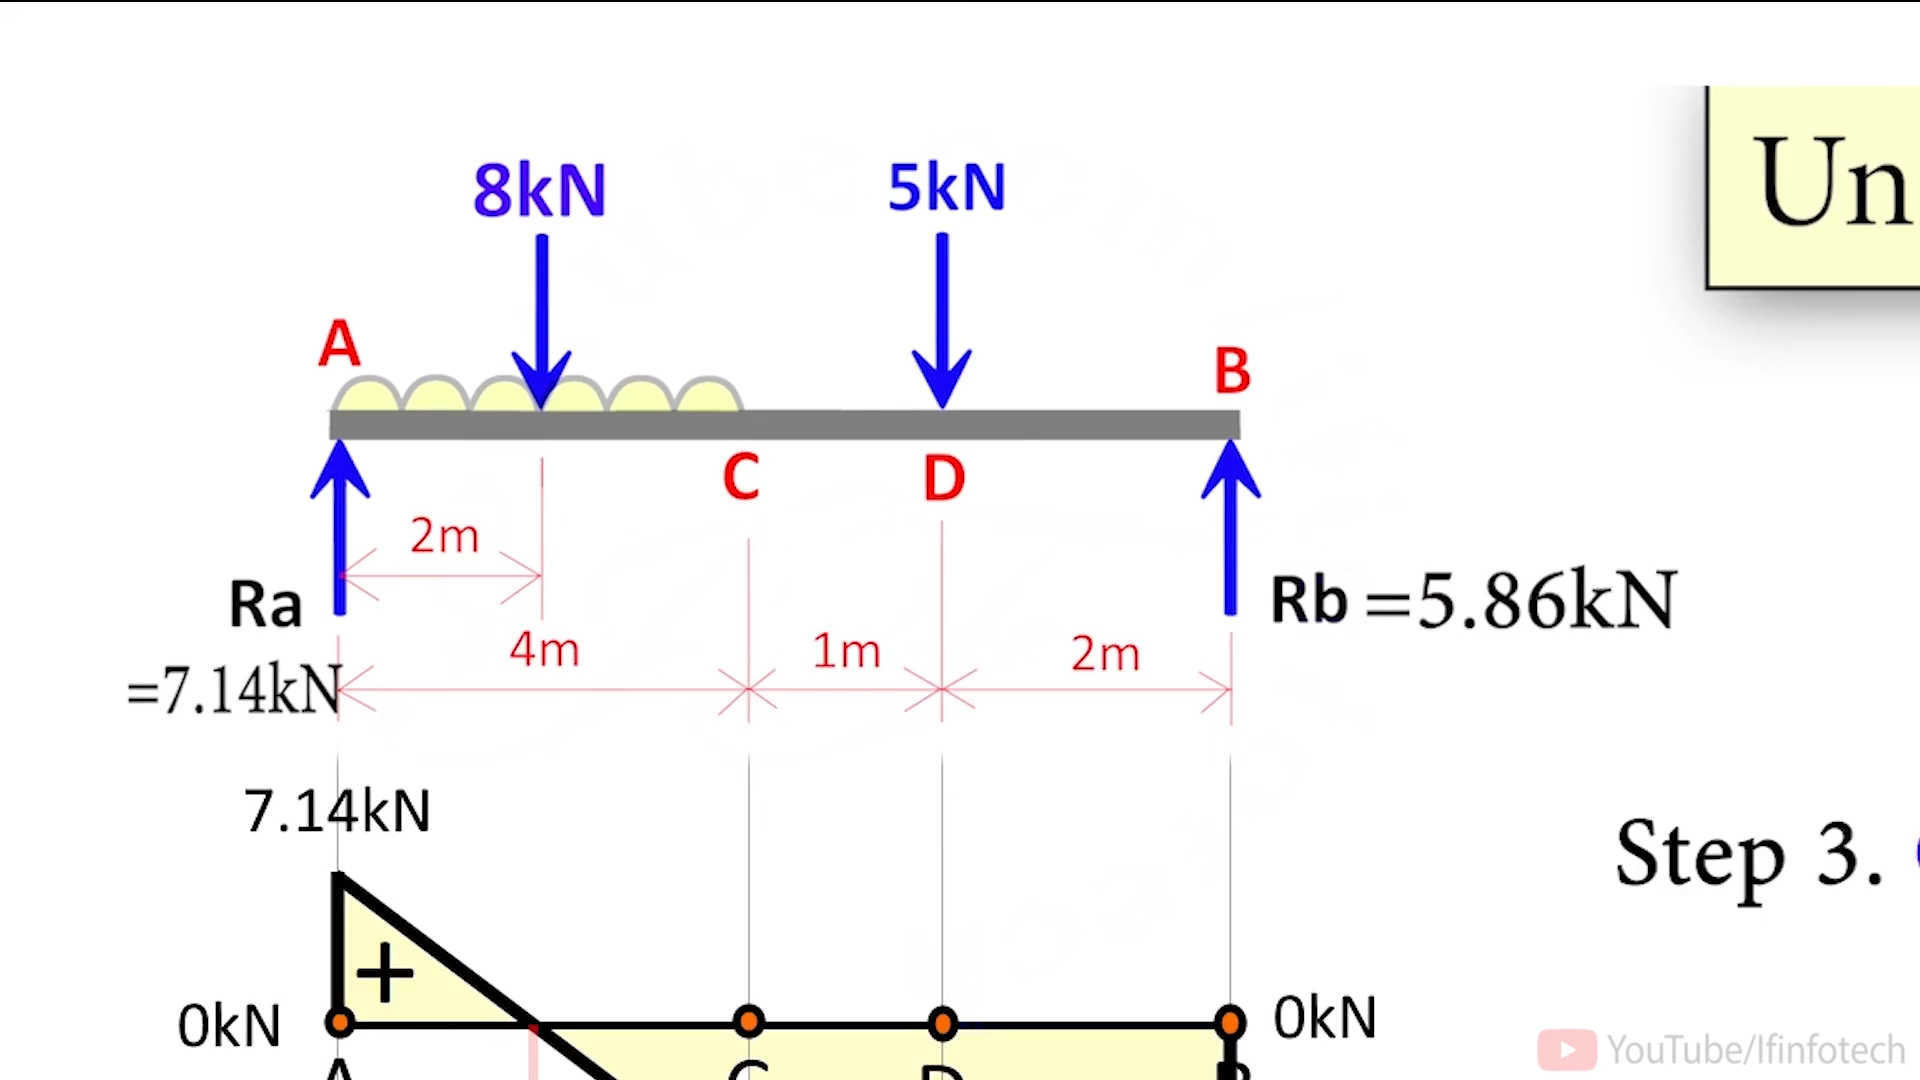 Un
8kN 5kN
A B
C D
2m
Ra Rb =5.86kN
4m 1m 2m
=7.14kN
7.14kN
Step 3.
+
0kN 0kN
A C D B
YouTube/lfinfotech